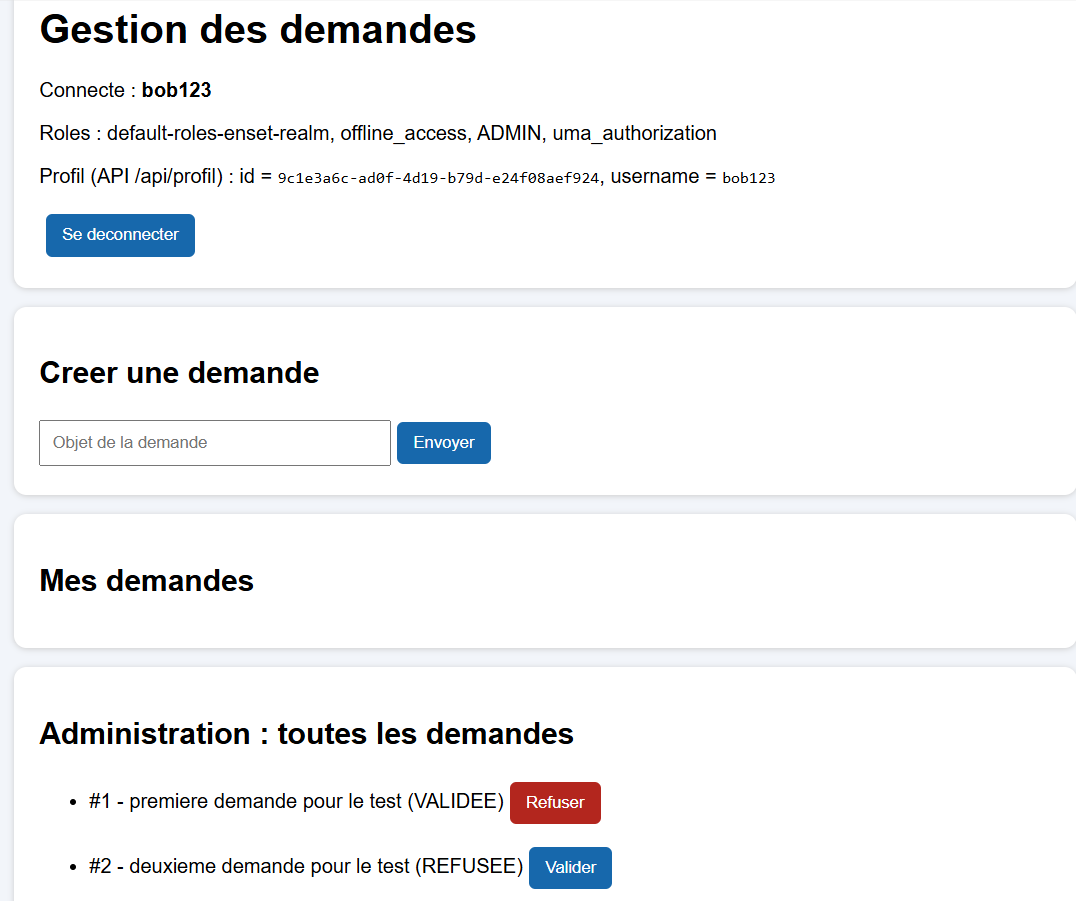 Gestion des demandes
Connecte : bob123
Roles : default-roles-enset-realm, offline_access, ADMIN, uma_authorization
Profil (API /api/profil) : id = 9c1e3a6c-ad0f-4d19-b79d-e24f08aef924, username = bob123
Se deconnecter
Creer une demande
Objet de la demande Envoyer
Mes demandes
Administration : toutes les demandes
• #1 - premiere demande pour le test (VALIDEE) Refuser
• #2 - deuxieme demande pour le test (REFUSEE) Valider